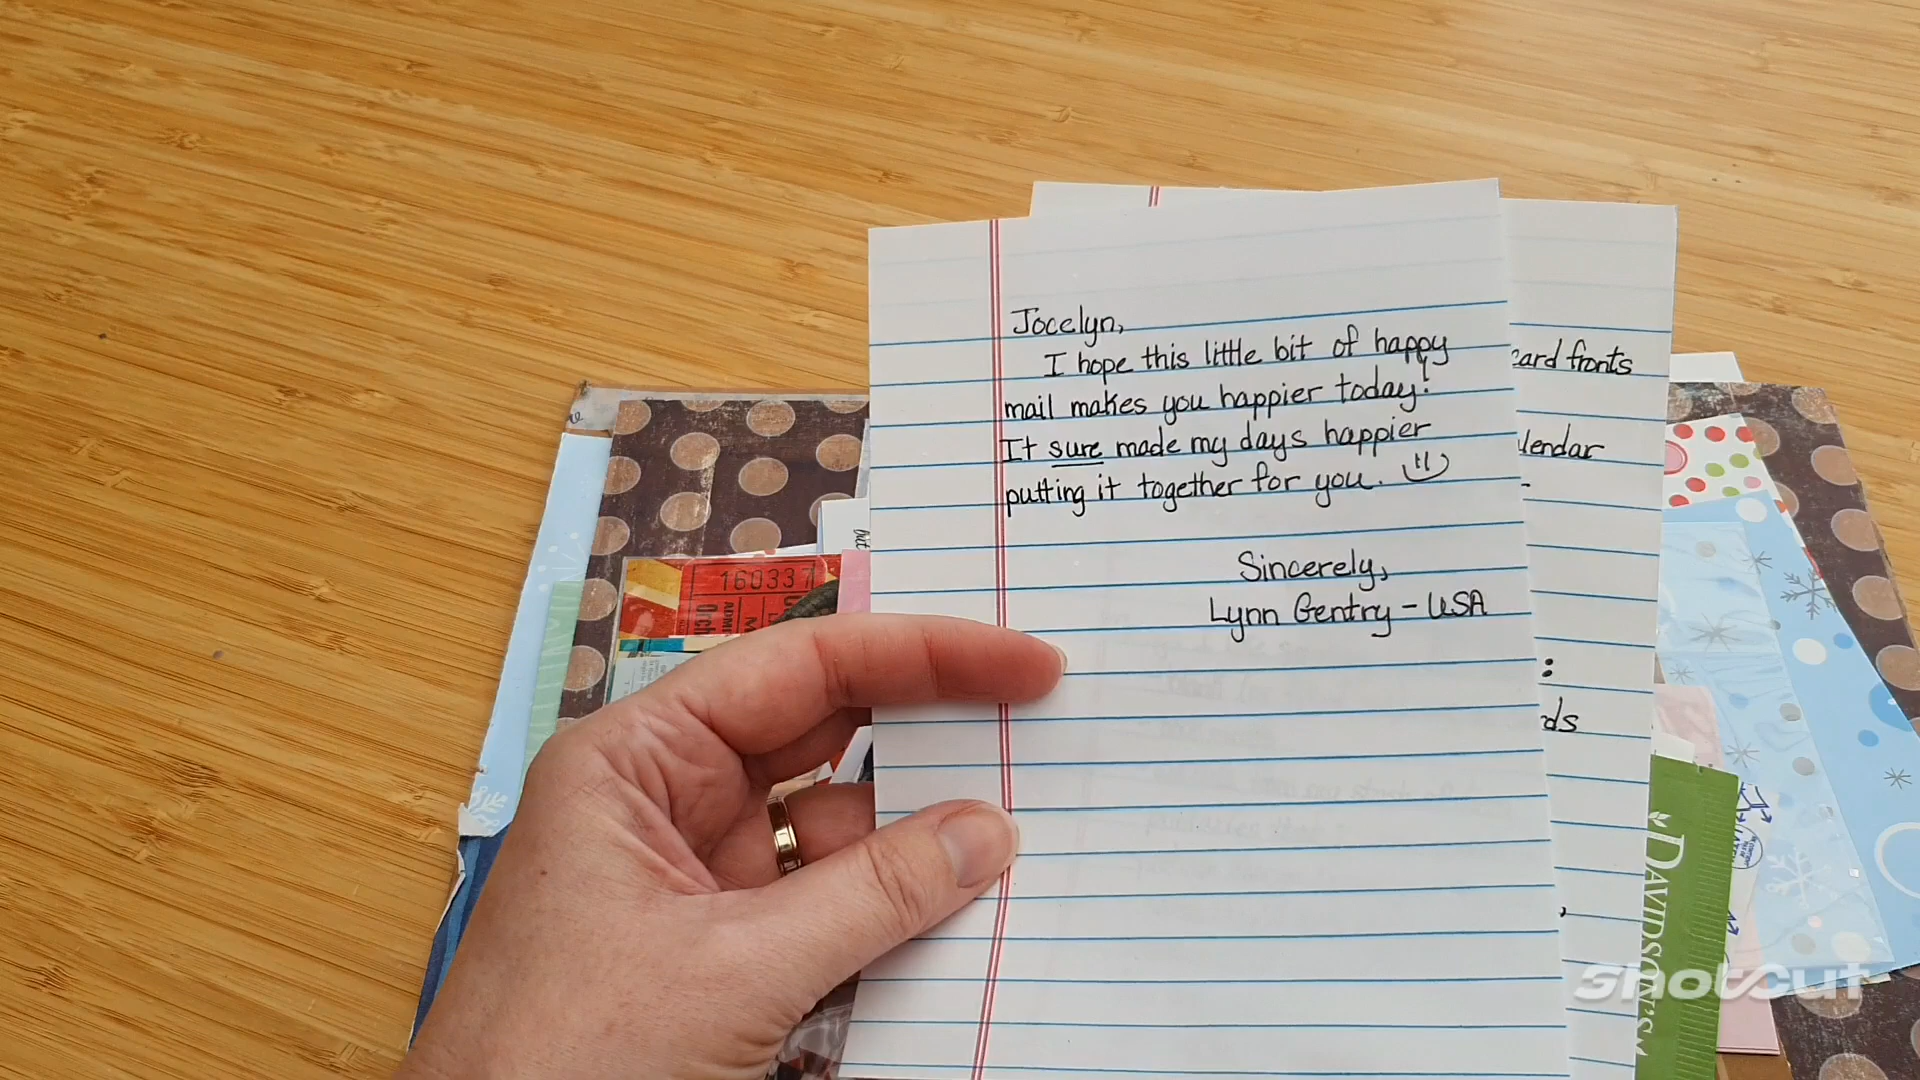 Jocelyn,
I hope this little bit of happy
mail makes you happier today!
It sure made my days happier
putting it together for you.
Sincerely,
Lynn Gentry - USA
card fronts
lendar
ds
160337
DAVIDSON'S
shotcut